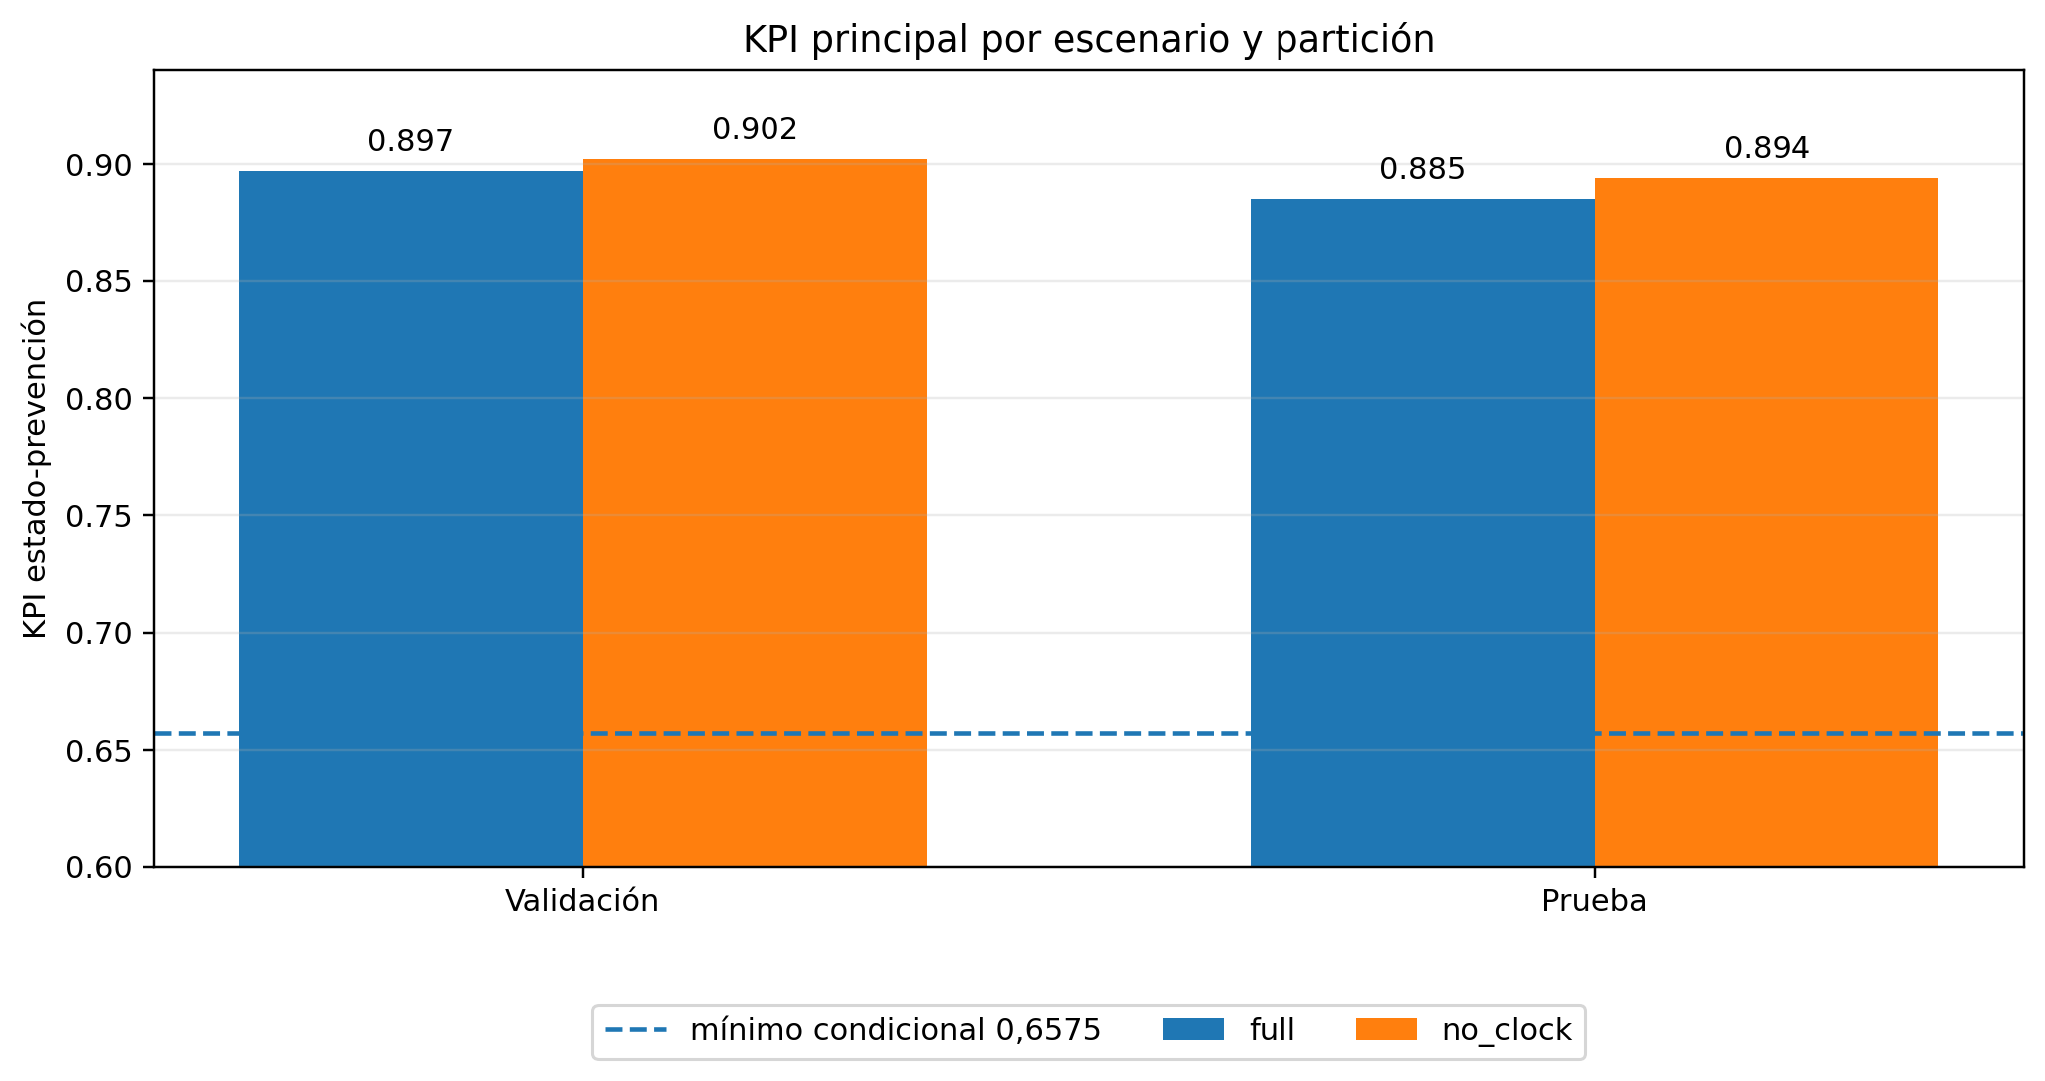 KPI principal por escenario y partición
KPI estado-prevención
0.90
0.85
0.80
0.75
0.70
0.65
0.60
0.897
0.902
0.885
0.894
Validación
Prueba
mínimo condicional 0,6575
full
no_clock